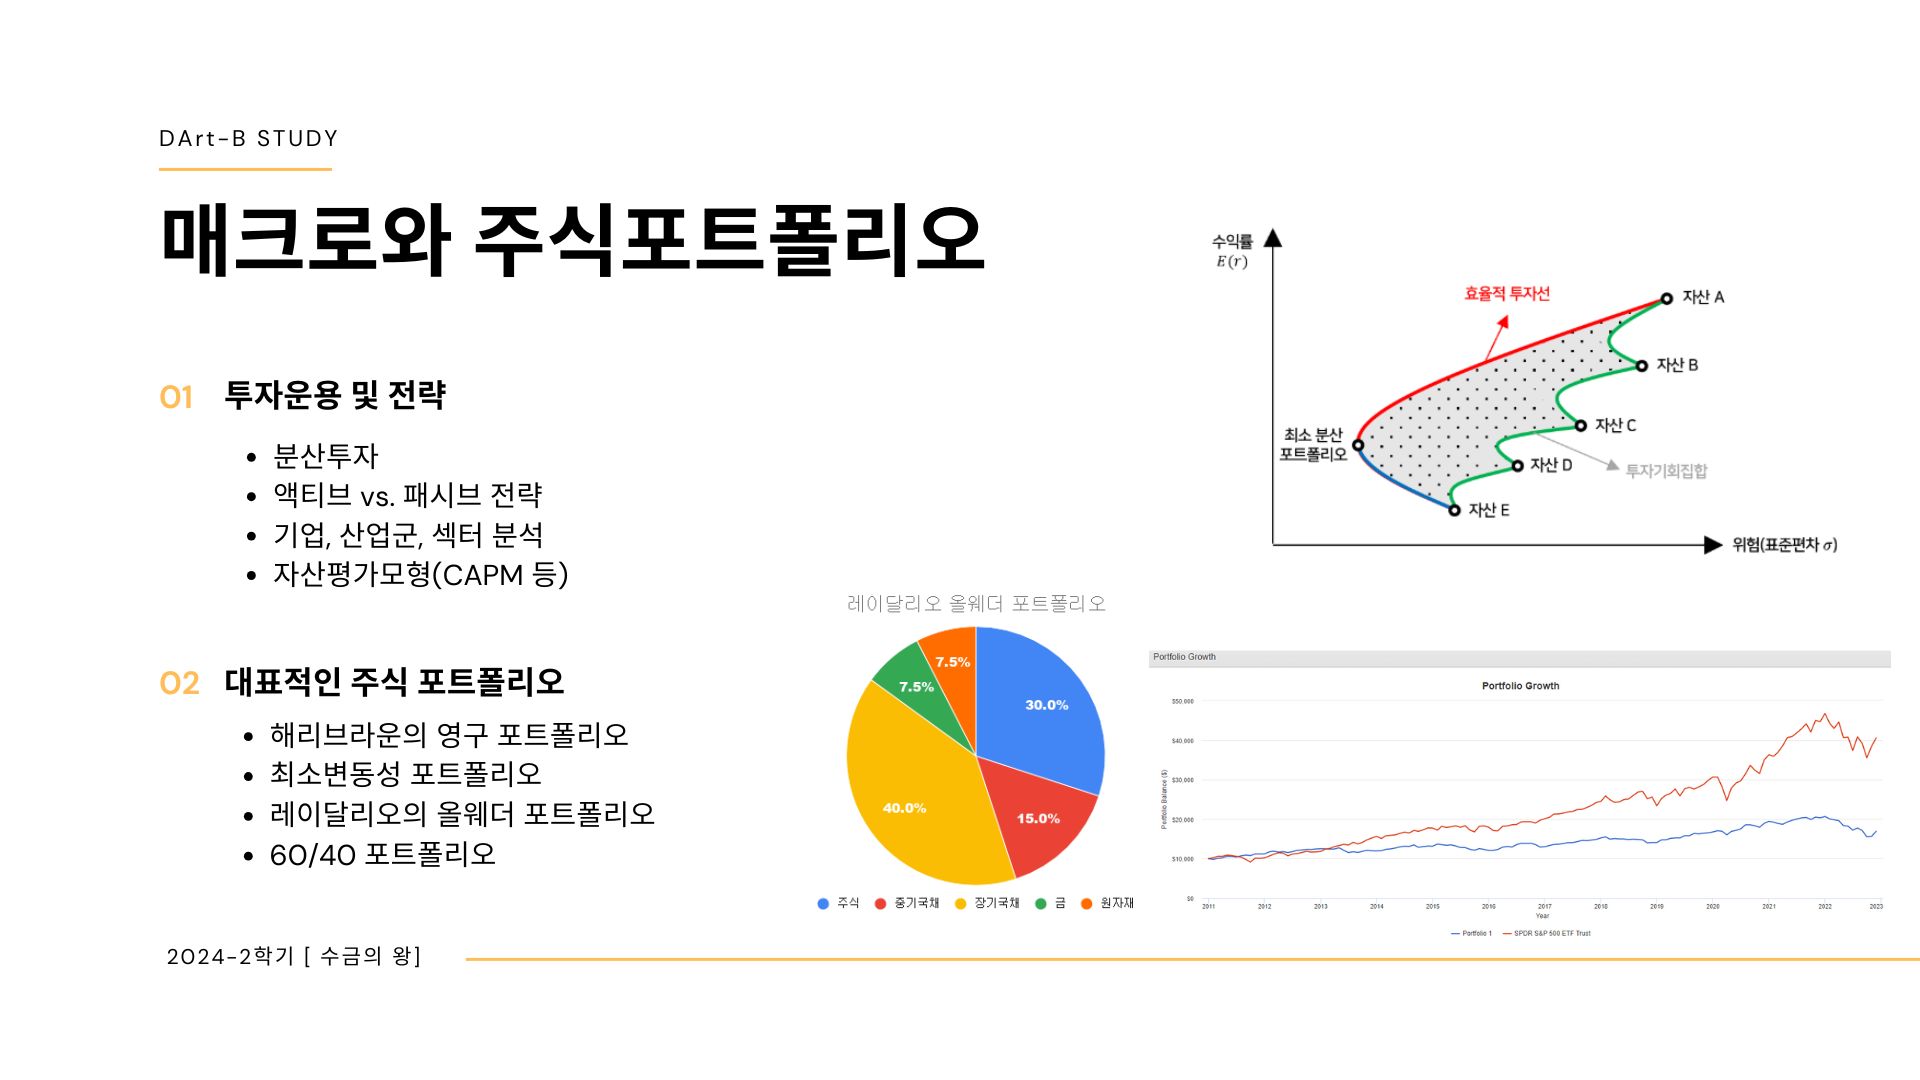 DArt-B STUDY
매크로와 주식포트폴리오
01 투자운용 및 전략
• 분산투자
• 액티브 vs. 패시브 전략
• 기업, 산업군, 섹터 분석
• 자산평가모형(CAPM 등)
02 대표적인 주식 포트폴리오
• 해리브라운의 영구 포트폴리오
• 최소변동성 포트폴리오
• 레이달리오의 올웨더 포트폴리오
• 60/40 포트폴리오
수익률
E(r)
효율적 투자선
자산 A
자산 B
자산 C
자산 D
자산 E
최소 분산
포트폴리오
투자기회집합
위험(표준편차 σ)
레이달리오 올웨더 포트폴리오
7.5%
7.5%
30.0%
40.0%
15.0%
주식 중기국채 장기국채 금 원자재
Portfolio Growth
Portfolio Growth
Portfolio Balance ($)
$50,000
$40,000
$30,000
$20,000
$10,000
$0
2011 2012 2013 2014 2015 2016 2017 2018 2019 2020 2021 2022 2023
Year
Portfolio 1 SPDR S&P 500 ETF Trust
2024-2학기 [ 수금의 왕]